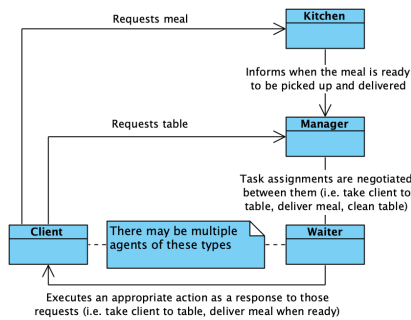 Requests meal
Kitchen
Informs when the meal is ready
to be picked up and delivered
Requests table
Manager
Task assignments are negotiated
between them (i.e. take client to
table, deliver meal, clean table)
Client
There may be multiple
agents of these types
Waiter
Executes an appropriate action as a response to those
requests (i.e. take client to table, deliver meal when ready)